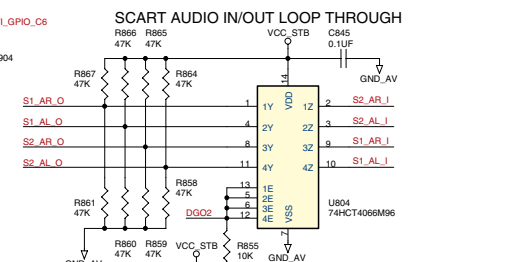 SCART AUDIO IN/OUT LOOP THROUGH
I_GPIO_C6
R866
47K
R865
47K
VCC_STB
C845
0.1UF
904
R867
47K
R864
47K
14
GND_AV
S1_AR_O
1
1Y
VDD
1Z
2
S2_AR_I
S1_AL_O
4
2Y
2Z
3
S2_AL_I
S2_AR_O
8
3Y
3Z
9
S1_AR_I
S2_AL_O
11
4Y
4Z
10
S1_AL_I
R858
47K
13
1E
5
2E
6
3E
12
4E
VSS
R861
47K
DGO2
U804
74HCT4066M96
7
R860
47K
R859
47K
VCC_STB
R855
10K
GND_AV
GND_AV